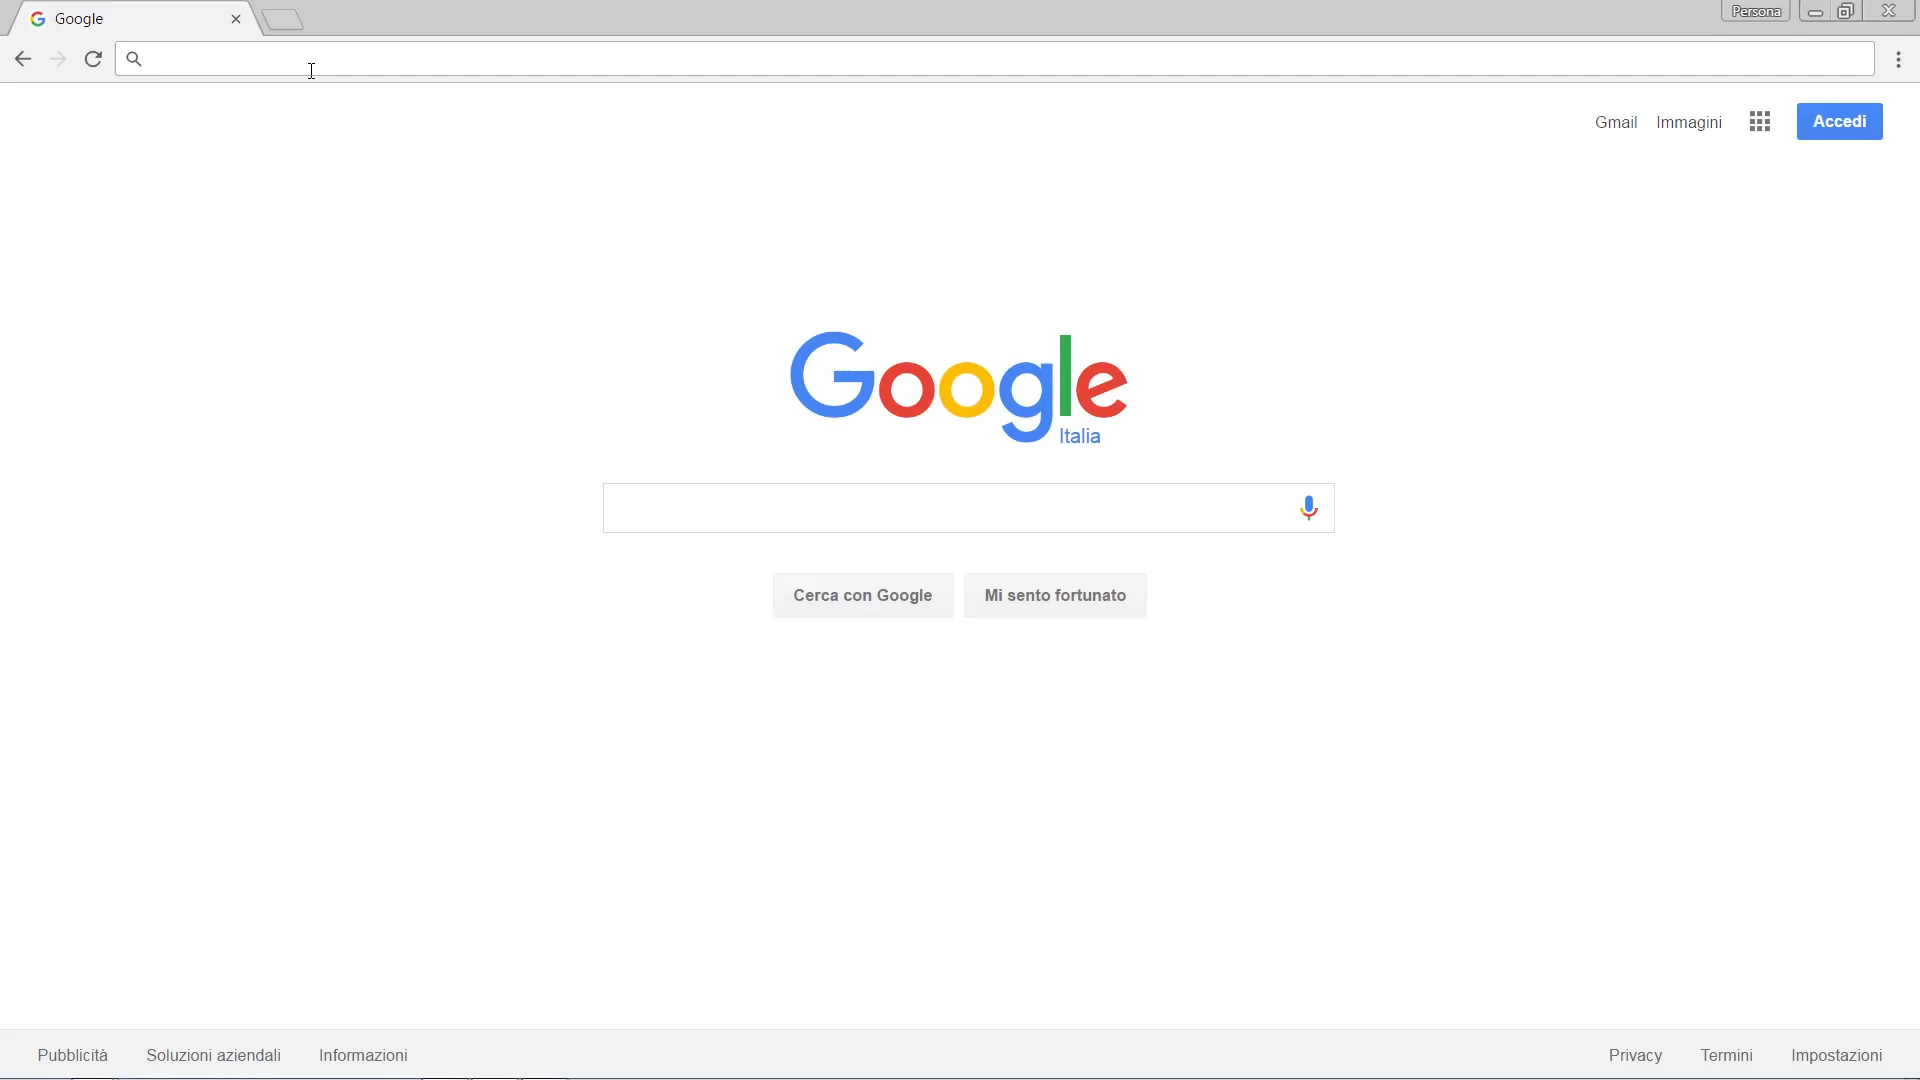 Google
Persona
Gmail Immagini Accedi
Google
Italia
Cerca con Google Mi sento fortunato
Pubblicità Soluzioni aziendali Informazioni Privacy Termini Impostazioni